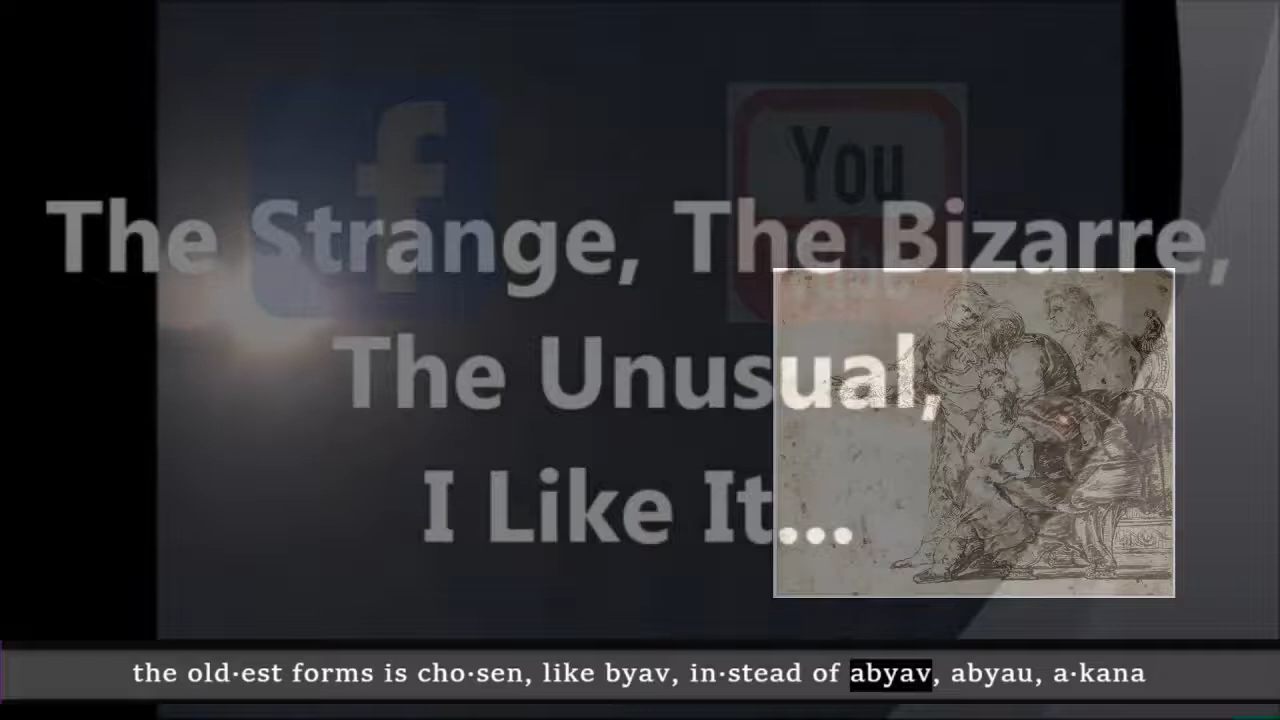 f
You
The Strange, The Bizarre,
The Unusual,
I Like It...
the old·est forms is cho·sen, like byav, in·stead of abyav, abyau, a·kana